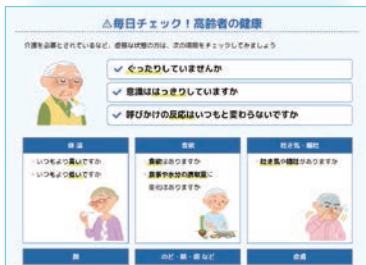 ⚠毎日チェック！高齢者の健康
介護を必要とされているなど、虚弱な状態の方は、次の項目をチェックしてみましょう
✓ ぐったりしていませんか
✓ 意識ははっきりしていますか
✓ 呼びかけの反応はいつもと変わらないですか
体温
・いつもより高いですか
・いつもより低いですか
食欲
・食欲はありますか
・食事や水分の摂取量に
変化はありますか
吐き気・嘔吐
・吐き気や嘔吐がありますか
顔
のど・鼻・痰 など
皮膚